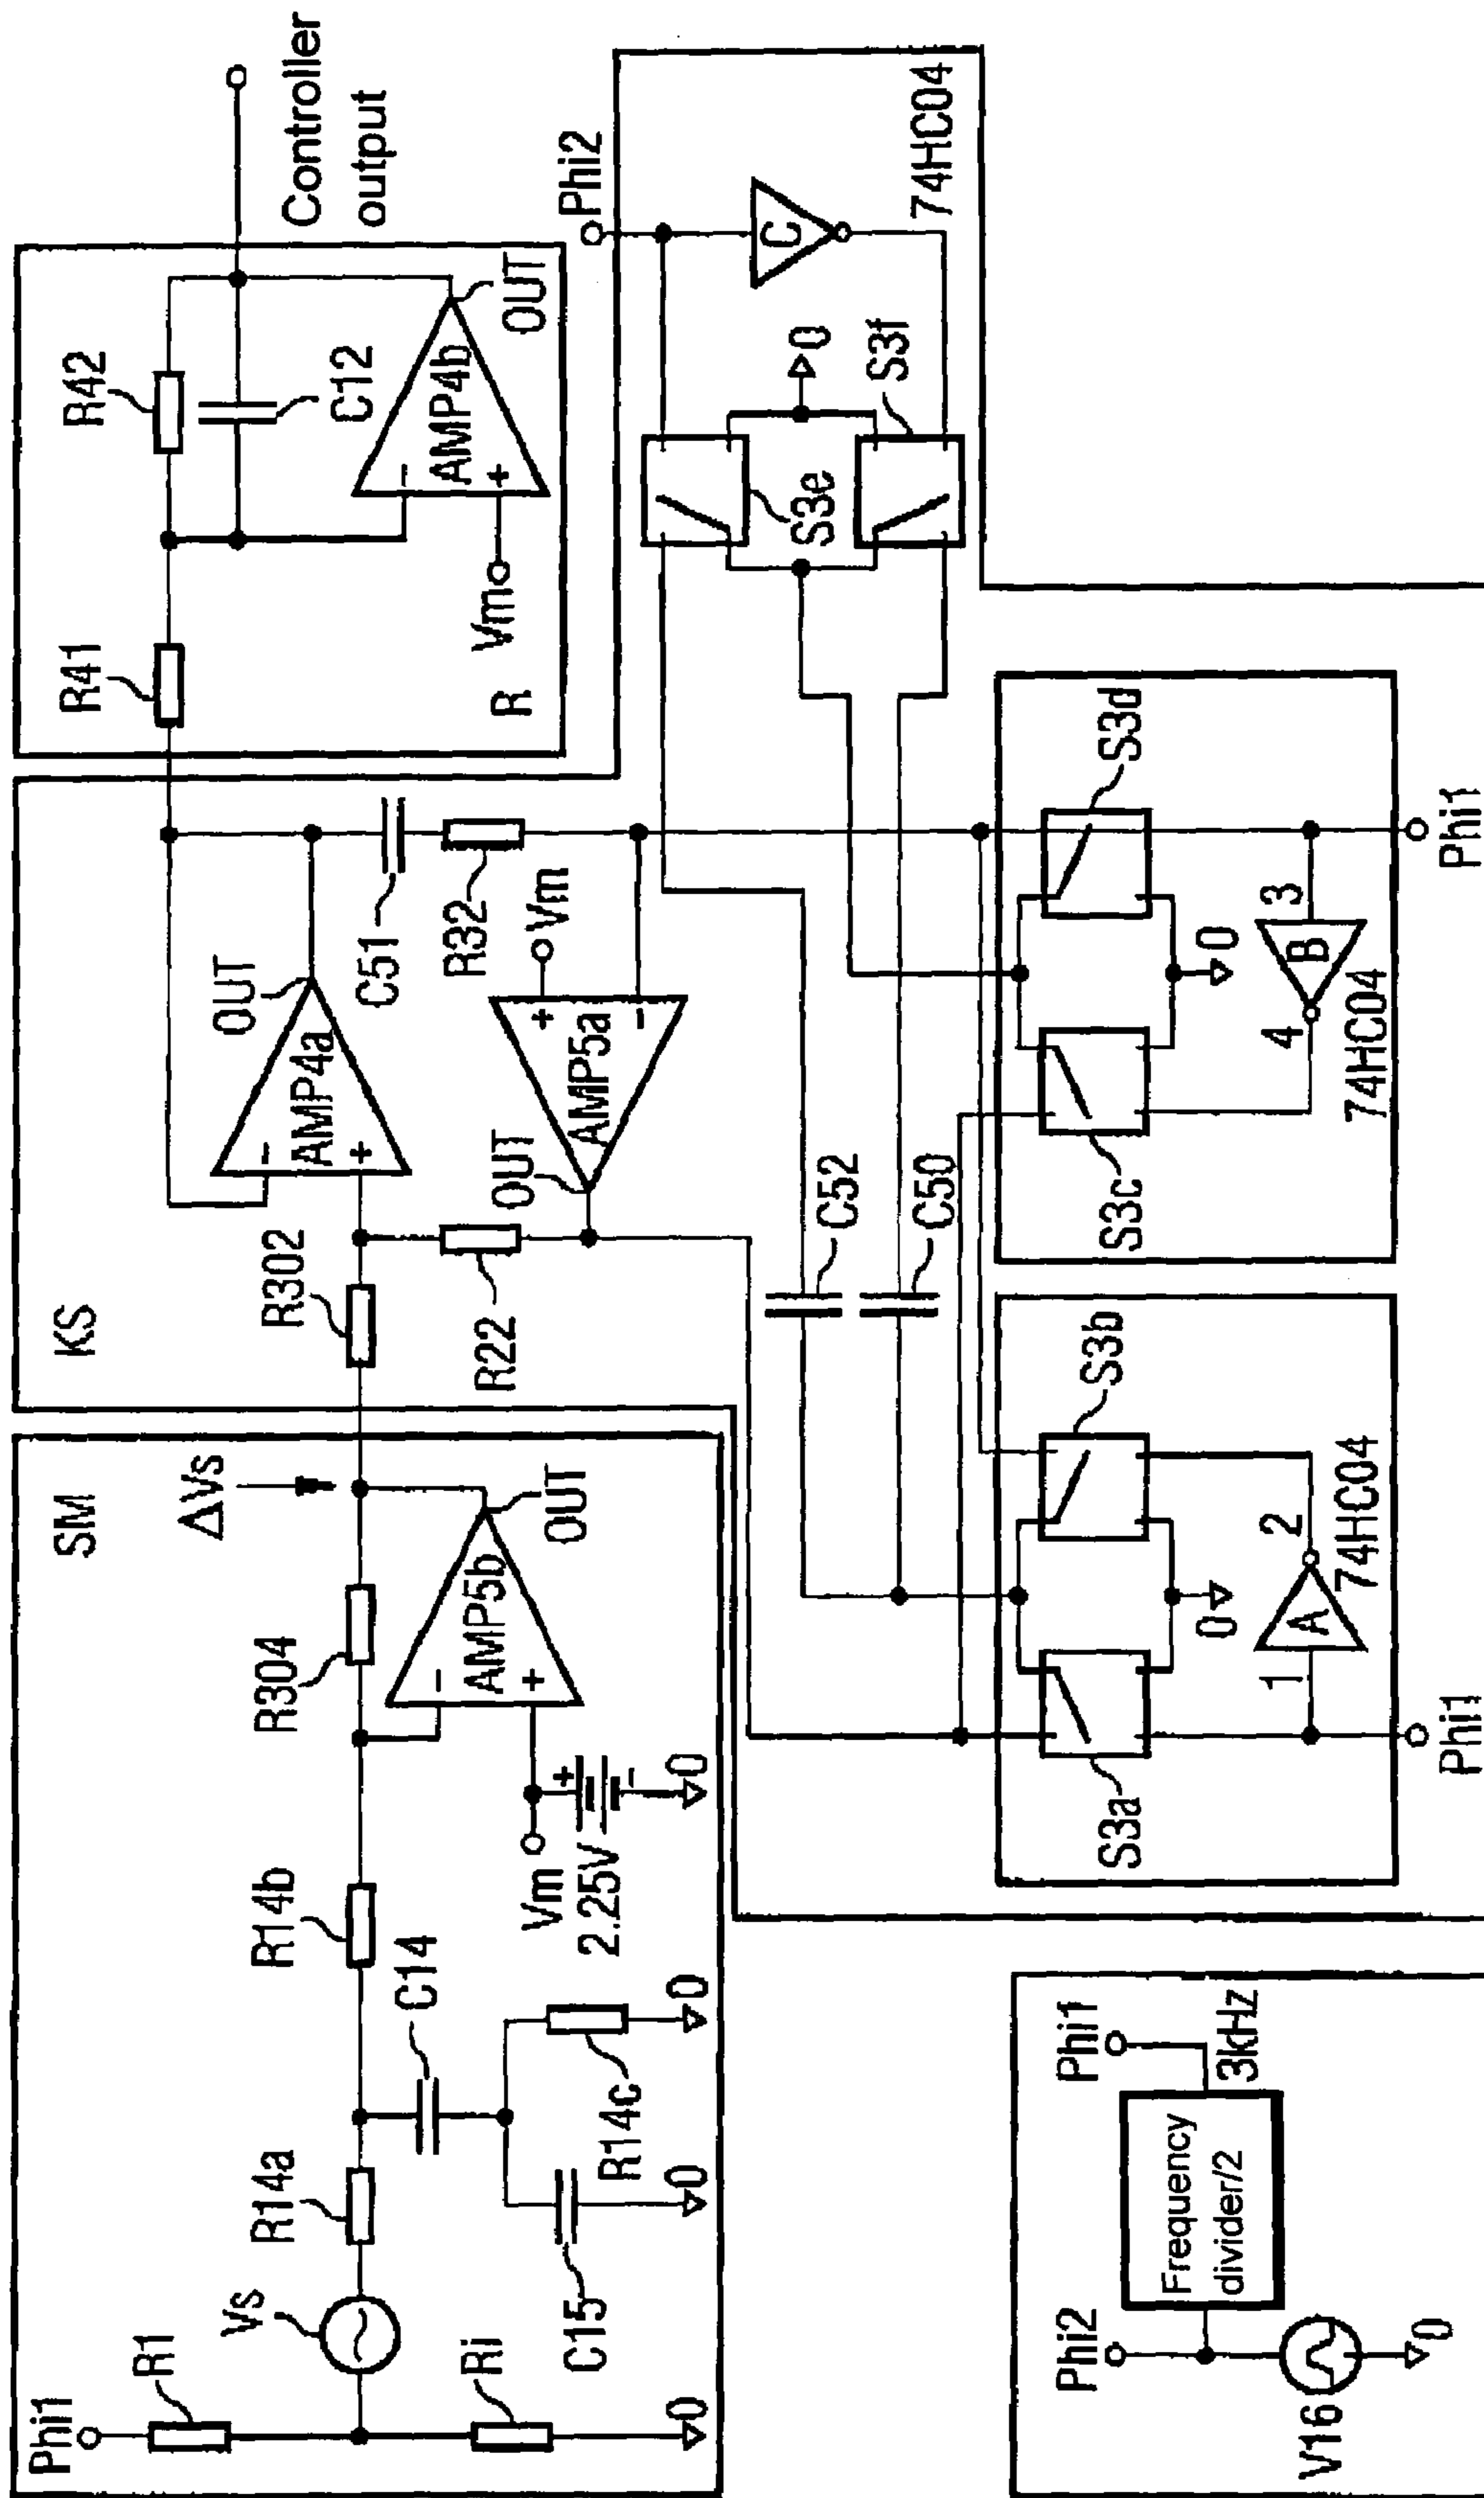 Phi1
R1
Vs
Ri
R14a
C14
R14b
C15
R14c
0
0
0
Vm
2.25V
+
-
0
R304
-
AMP5b
+
OUT
SM
ΔVs
KS
R302
R22
-
AMP4a
+
OUT
C51
R32
Vm
+
AMP5a
-
OUT
R41
R42
C12
-
AMP4b
+
OUT
Vm
R
Controller
output
Phi2
C
74HC04
0
S3e
S3f
C52
C50
S3a
S3b
0
1
A
2
74HC04
Phi1
S3c
S3d
0
4
B
3
74HC04
Phi1
Phi2
V16
0
Frequency
divider/2
Phi1
3kHz